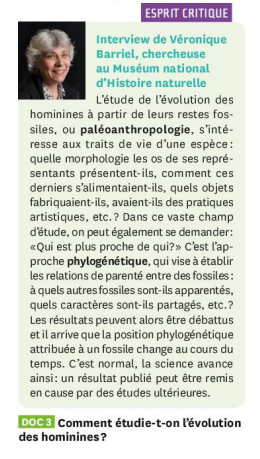 ESPRIT CRITIQUE
Interview de Véronique
Barriel, chercheuse
au Muséum national
d'Histoire naturelle
L'étude de l'évolution des
hominines à partir de leurs restes fos-
siles, ou paléoanthropologie, s'inté-
resse aux traits de vie d'une espèce :
quelle morphologie les os de ses repré-
sentants présentent-ils, comment ces
derniers s'alimentaient-ils, quels objets
fabriquaient-ils, avaient-ils des pratiques
artistiques, etc. ? Dans ce vaste champ
d'étude, on peut également se demander :
«Qui est plus proche de qui ?» C'est l'ap-
proche phylogénétique, qui vise à établir
les relations de parenté entre des fossiles :
à quels autres fossiles sont-ils apparentés,
quels caractères sont-ils partagés, etc. ?
Les résultats peuvent alors être débattus
et il arrive que la position phylogénétique
attribuée à un fossile change au cours du
temps. C'est normal, la science avance
ainsi : un résultat publié peut être remis
en cause par des études ultérieures.
DOC 3 Comment étudie-t-on l'évolution
des hominines ?